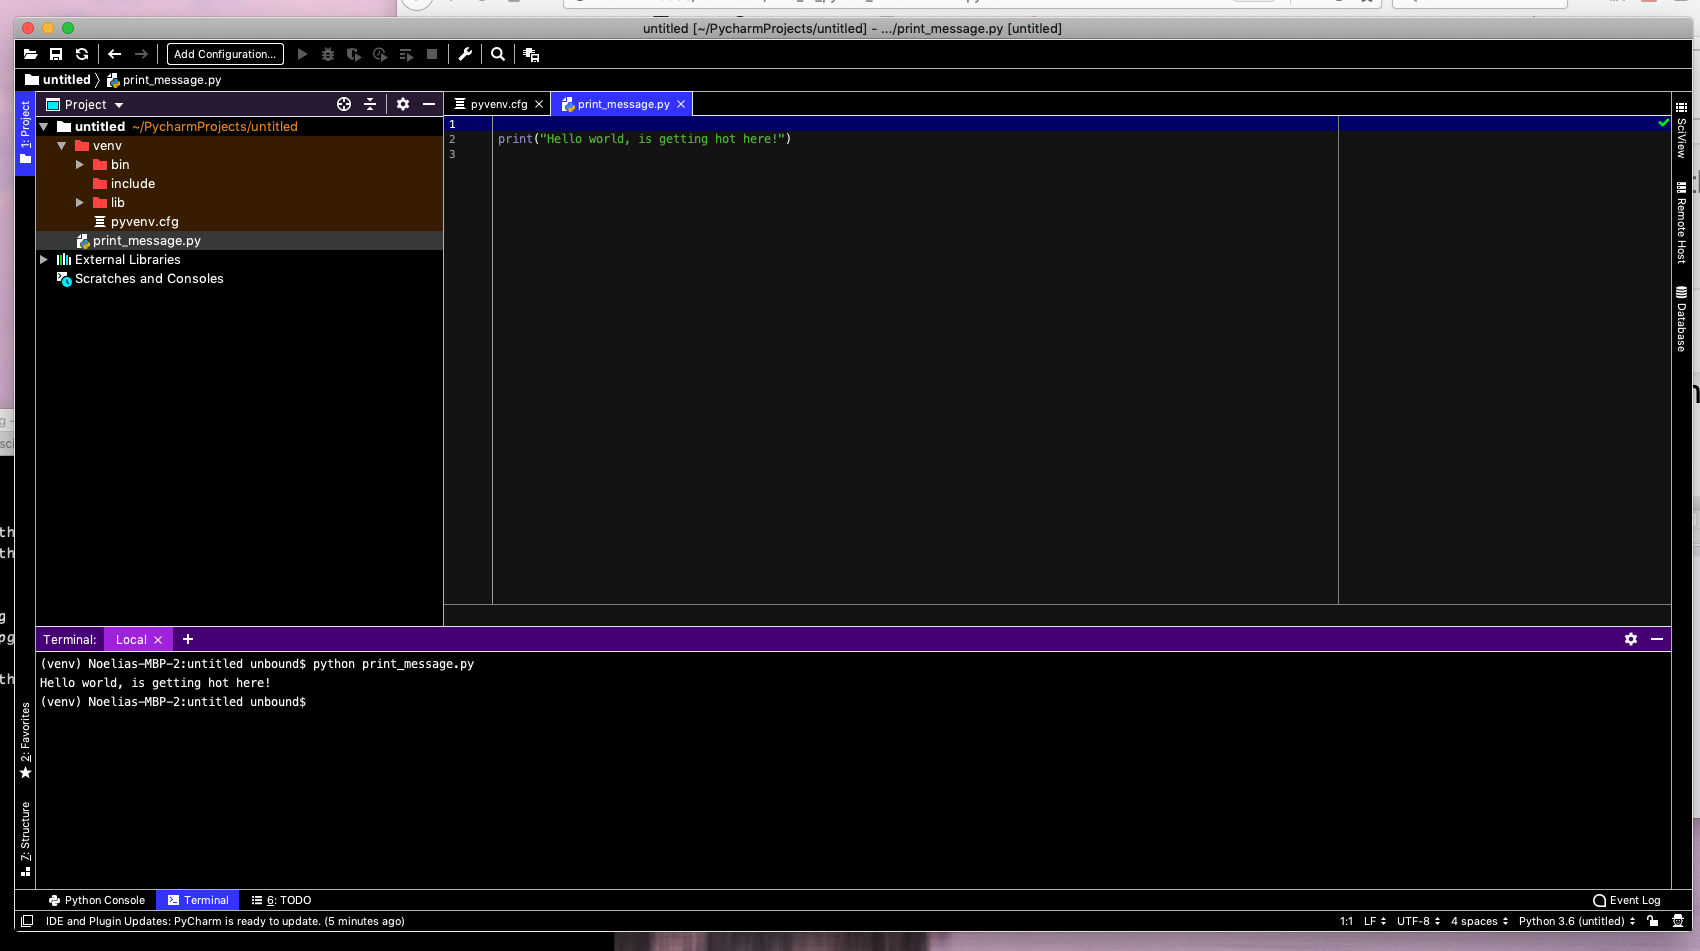 untitled [~/PycharmProjects/untitled] - .../print_message.py [untitled]
Add Configuration...
untitled
print_message.py
1: Project
Project
pyvenv.cfg
print_message.py
untitled ~/PycharmProjects/untitled
venv
bin
include
lib
pyvenv.cfg
print_message.py
External Libraries
Scratches and Consoles
1
2 print("Hello world, is getting hot here!")
3
SciView
Remote Host
Database
Terminal: Local
(venv) Noelias-MBP-2:untitled unbound$ python print_message.py
Hello world, is getting hot here!
(venv) Noelias-MBP-2:untitled unbound$
2: Favorites
Z: Structure
Python Console
Terminal
6: TODO
Event Log
IDE and Plugin Updates: PyCharm is ready to update. (5 minutes ago)
1:1 LF UTF-8 4 spaces Python 3.6 (untitled)